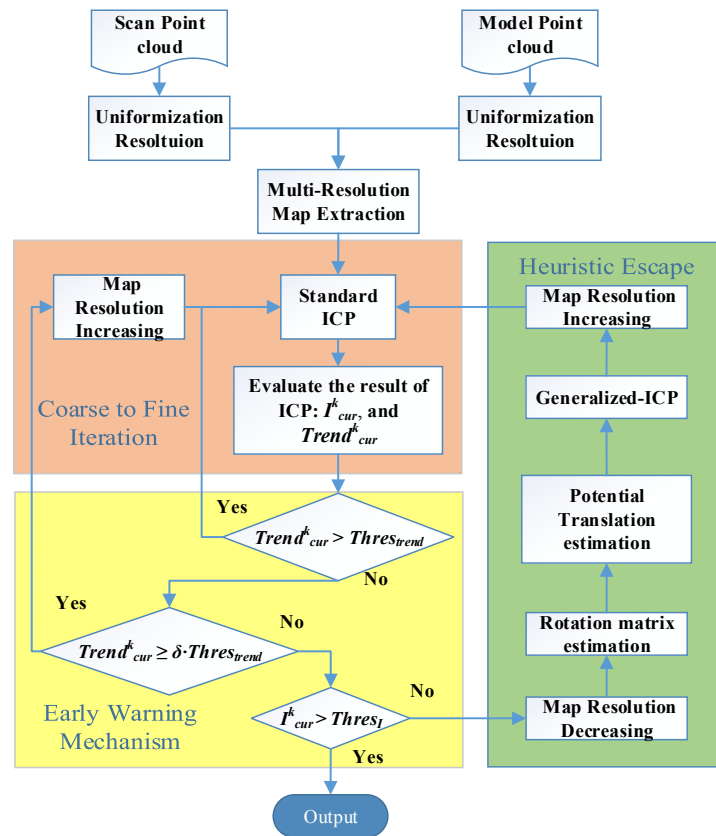 Scan Point
cloud
Model Point
cloud
Uniformization
Resoltuion
Uniformization
Resoltuion
Multi-Resolution
Map Extraction
Map
Resolution
Increasing
Standard
ICP
Evaluate the result of
ICP: I^k_cur, and
Trend^k_cur
Coarse to Fine
Iteration
Heuristic Escape
Map Resolution
Increasing
Generalized-ICP
Potential
Translation
estimation
Rotation matrix
estimation
Map Resolution
Decreasing
Yes
Trend^k_cur > Thres_trend
No
Yes
Trend^k_cur ≥ δ·Thres_trend
No
I^k_cur > Thres_I
No
Yes
Early Warning
Mechanism
Output